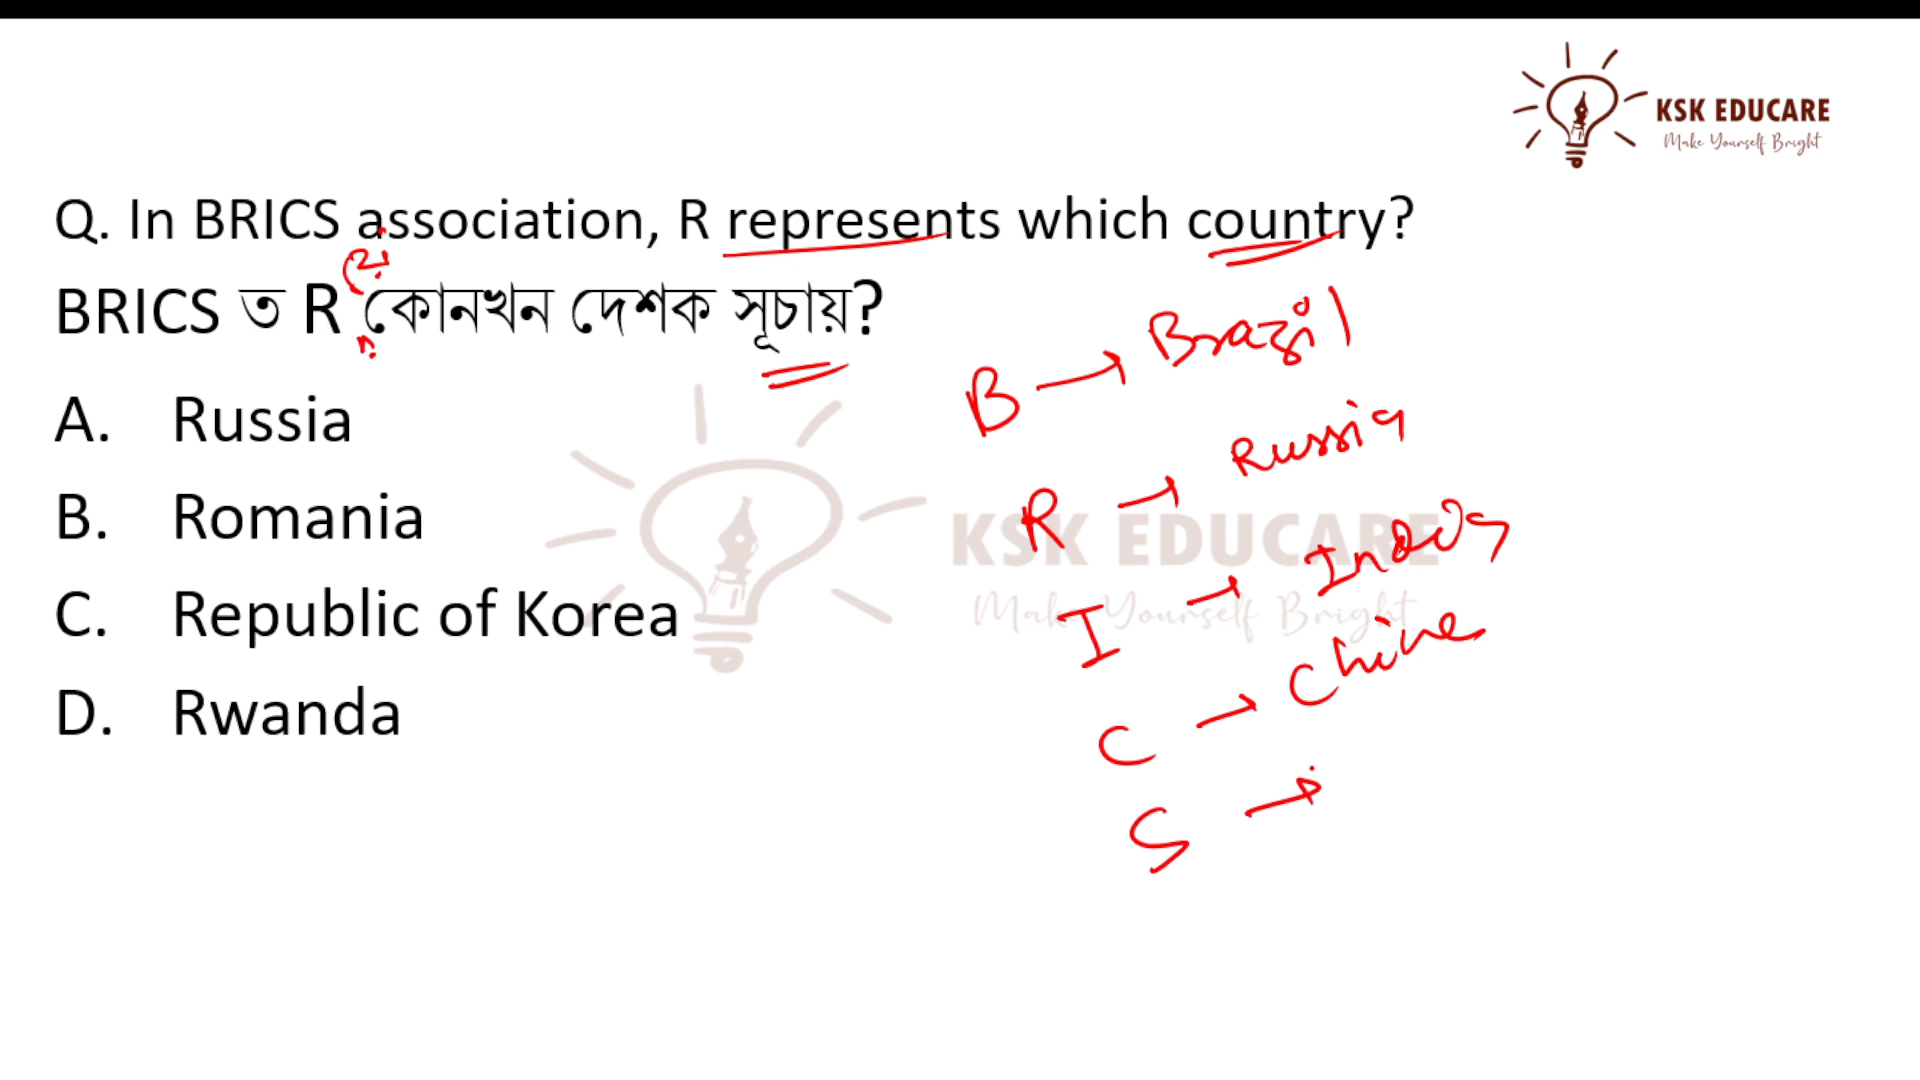 KSK EDUCARE
Make Yourself Bright
Q. In BRICS association, R represents which country?
য়ে
BRICS ত R কোনখন দেশক সূচায়?
A. Russia
B. Romania
C. Republic of Korea
D. Rwanda
B → Brazil
R → Russia
I → India
C → China
S →
KSK EDUCARE
Make Yourself Bright